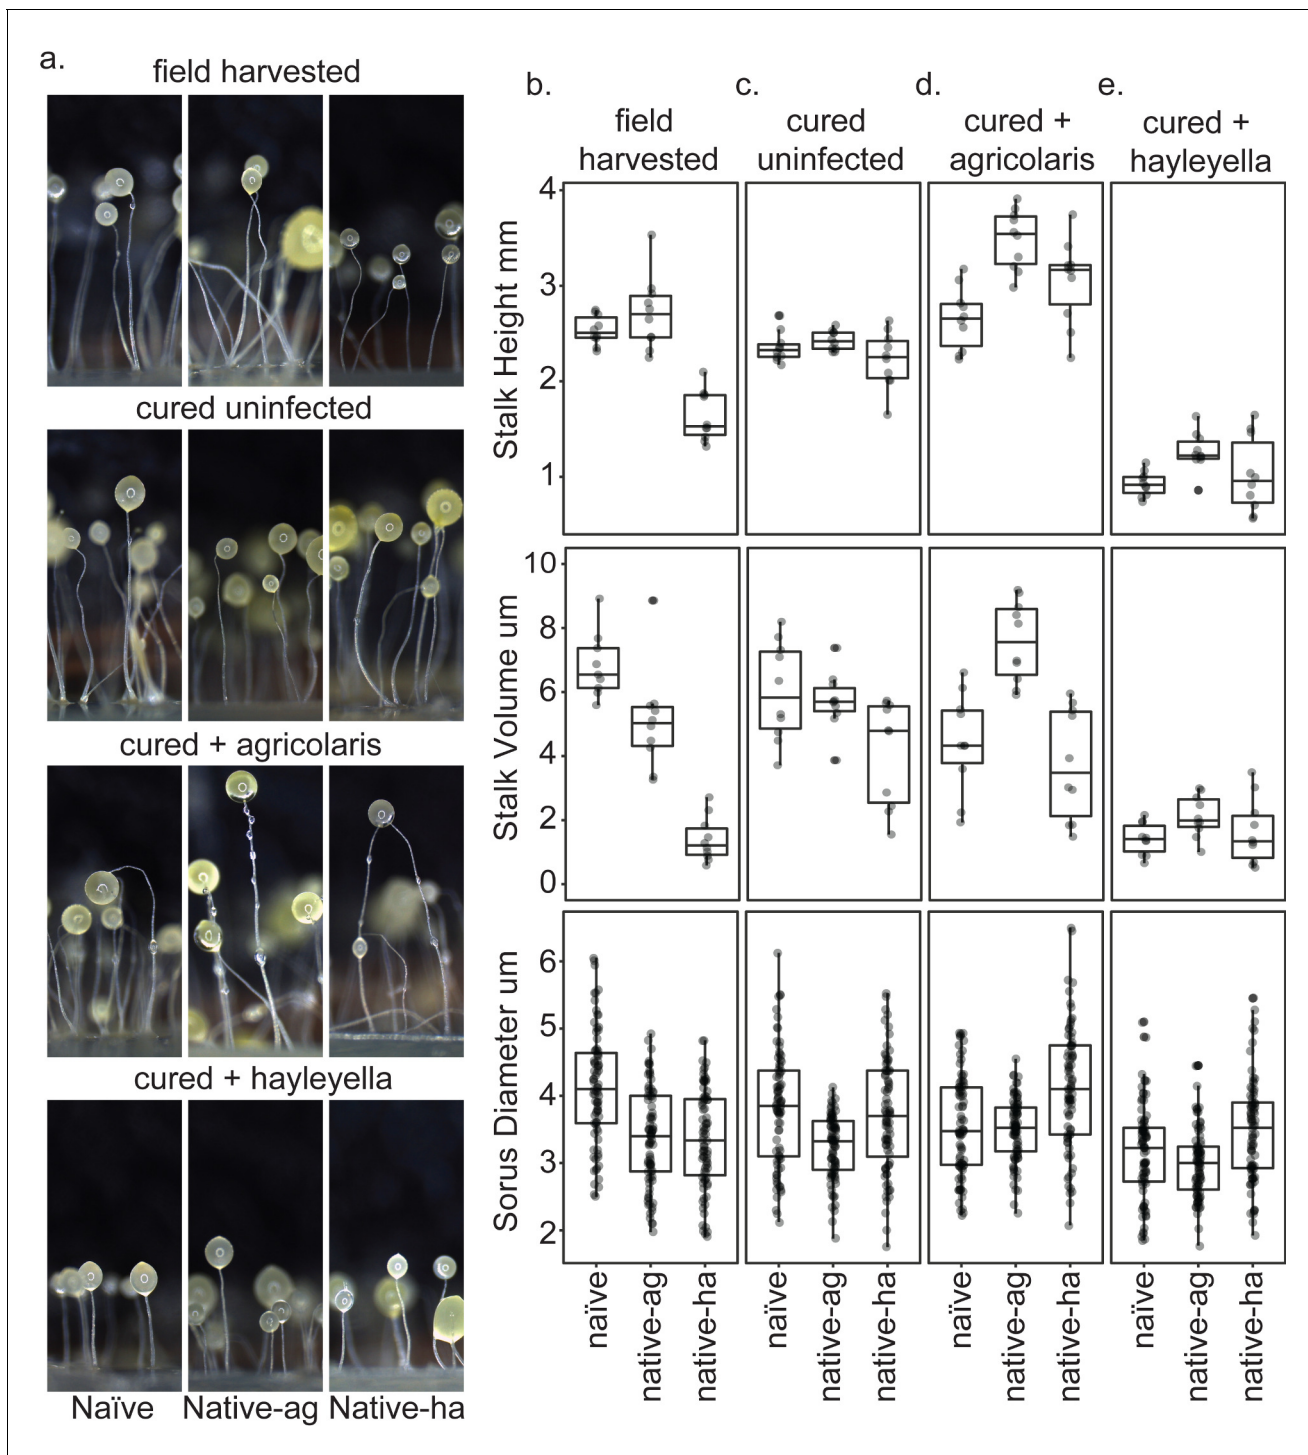 a.
field harvested
cured uninfected
cured + agricolaris
cured + hayleyella
Naïve Native-ag Native-ha
b. c. d. e.
field harvested
cured uninfected
cured + agricolaris
cured + hayleyella
Stalk Height mm
4
3
2
1
Stalk Volume um
10
8
6
4
2
0
Sorus Diameter um
6
5
4
3
2
naïve native-ag native-ha naïve native-ag native-ha naïve native-ag native-ha naïve native-ag native-ha